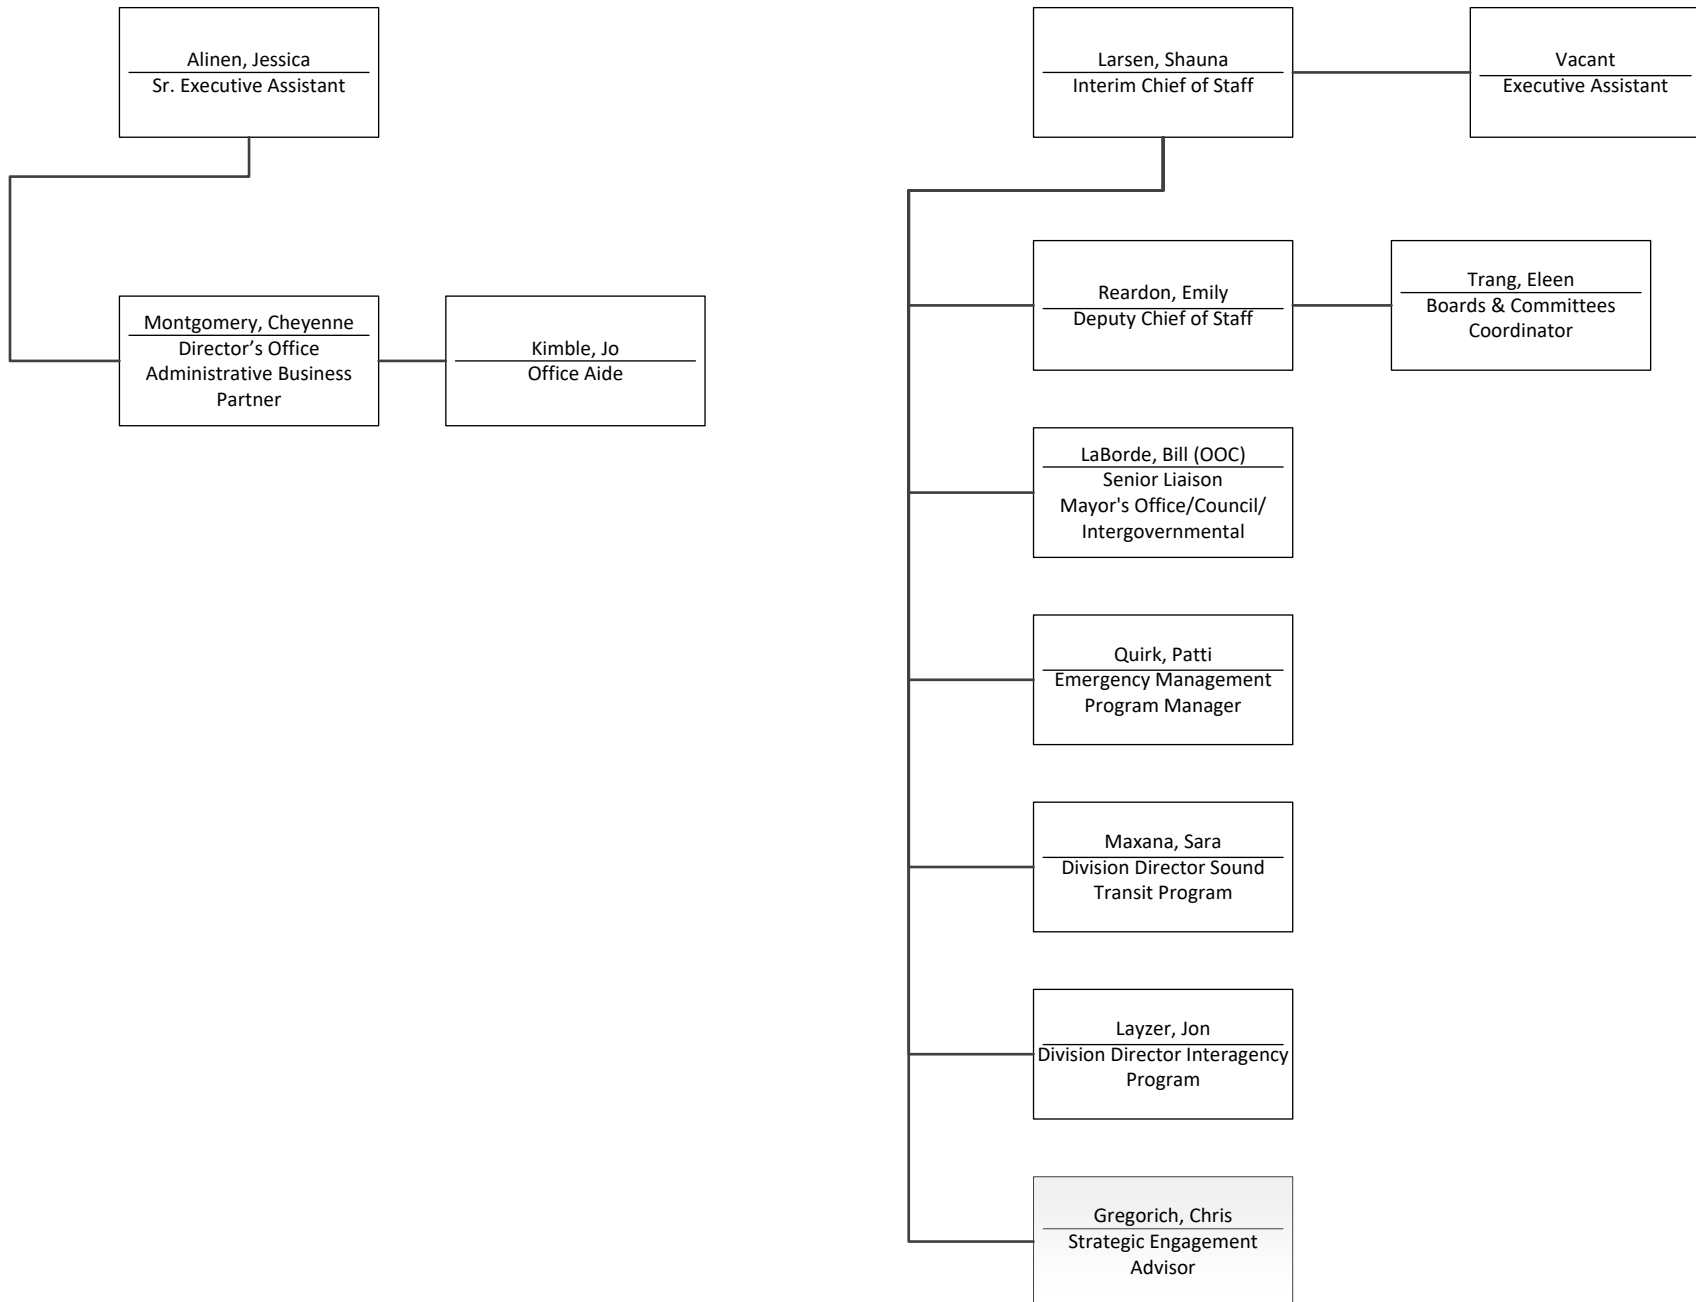 Alinen, Jessica
Sr. Executive Assistant
Larsen, Shauna
Interim Chief of Staff
Vacant
Executive Assistant
Montgomery, Cheyenne
Director’s Office
Administrative Business
Partner
Kimble, Jo
Office Aide
Reardon, Emily
Deputy Chief of Staff
Trang, Eleen
Boards & Committees
Coordinator
LaBorde, Bill (OOC)
Senior Liaison
Mayor's Office/Council/
Intergovernmental
Quirk, Patti
Emergency Management
Program Manager
Maxana, Sara
Division Director Sound
Transit Program
Layzer, Jon
Division Director Interagency
Program
Gregorich, Chris
Strategic Engagement
Advisor